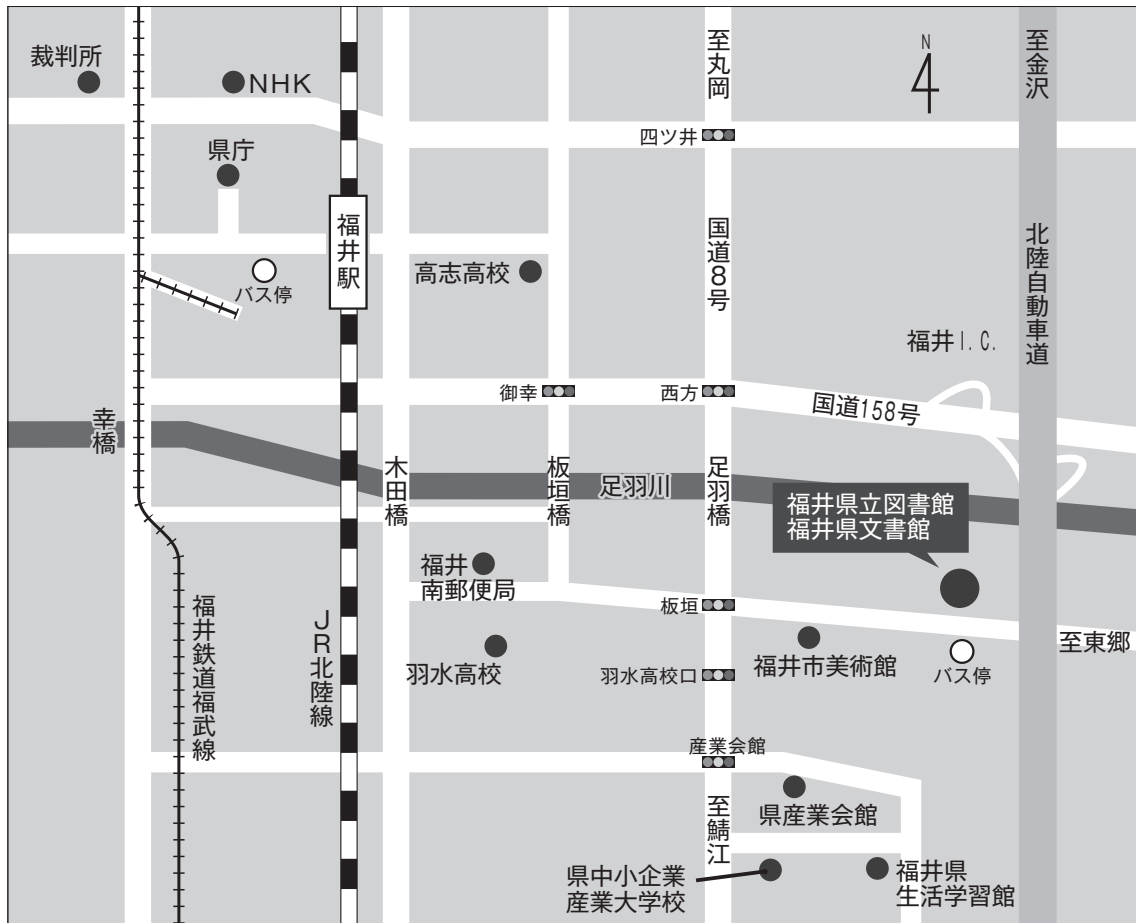 裁判所
NHK
至丸岡
N
至金沢
四ツ井
県庁
福井駅
国道8号
北陸自動車道
バス停
高志高校
福井I.C.
御幸
西方
国道158号
幸橋
木田橋
板垣橋
足羽川
足羽橋
福井県立図書館
福井県文書館
福井
南郵便局
板垣
福井鉄道福武線
JR北陸線
羽水高校
羽水高校口
福井市美術館
バス停
至東郷
産業会館
至鯖江
県産業会館
県中小企業
産業大学校
福井県
生活学習館